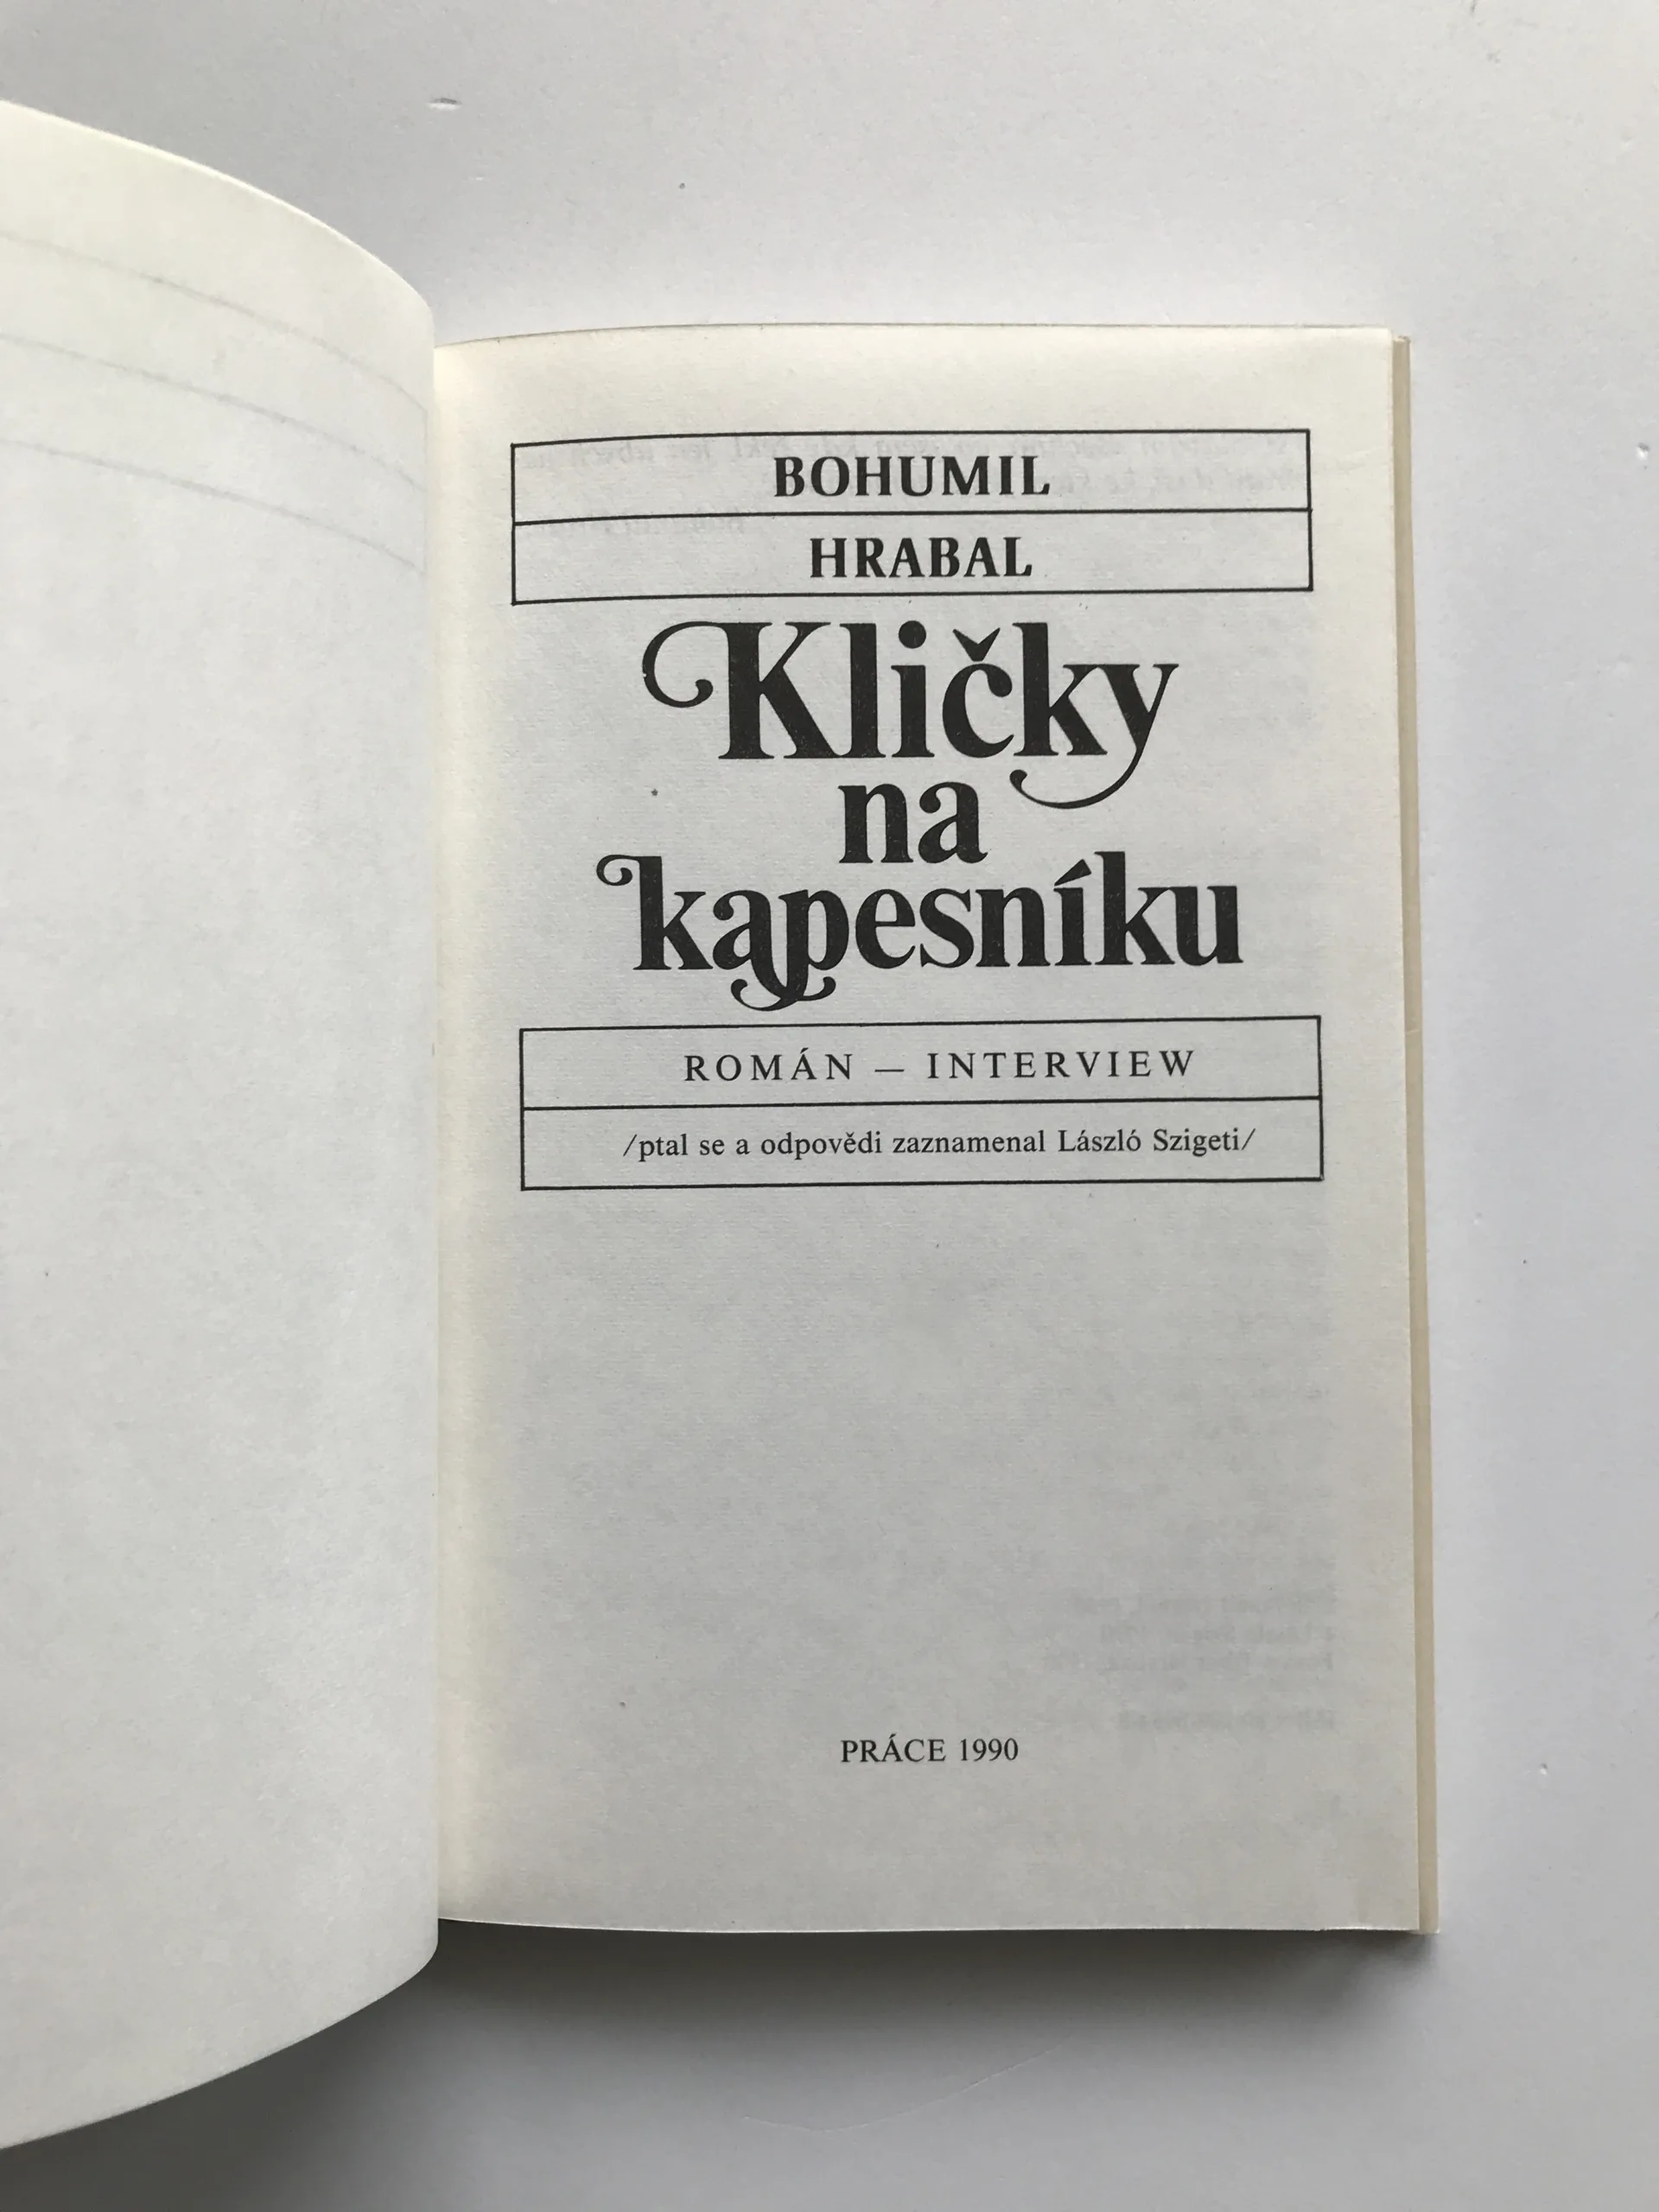 BOHUMIL
HRABAL
Kličky
na
kapesníku
ROMÁN — INTERVIEW
/ptal se a odpovědi zaznamenal László Szigeti/
PRÁCE 1990